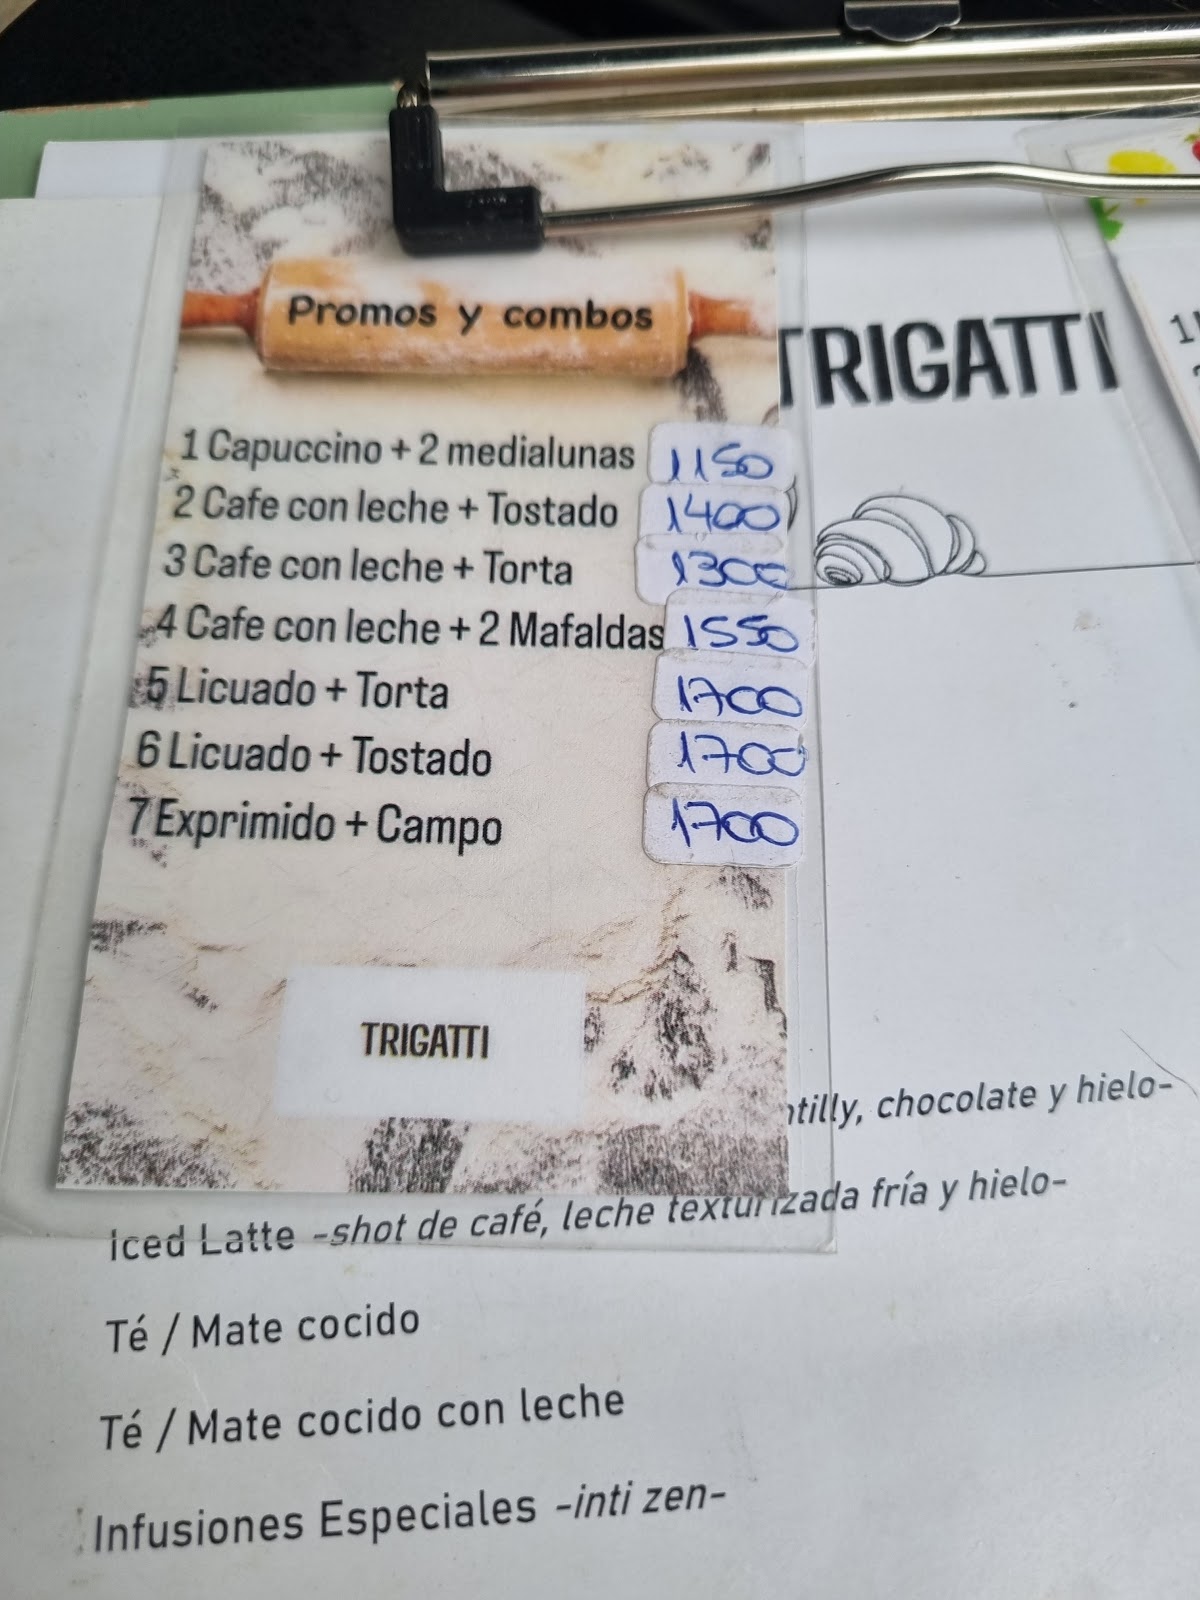 Promos y combos
TRIGATTI
1 Capuccino + 2 medialunas 1150
2 Cafe con leche + Tostado 1400
3 Cafe con leche + Torta 1300
4 Cafe con leche + 2 Mafaldas 1550
5 Licuado + Torta 1700
6 Licuado + Tostado 1700
7 Exprimido + Campo 1700
TRIGATTI
chocolate y hielo-
Iced Latte -shot de café, leche texturizada fría y hielo-
Té / Mate cocido
Té / Mate cocido con leche
Infusiones Especiales -inti zen-